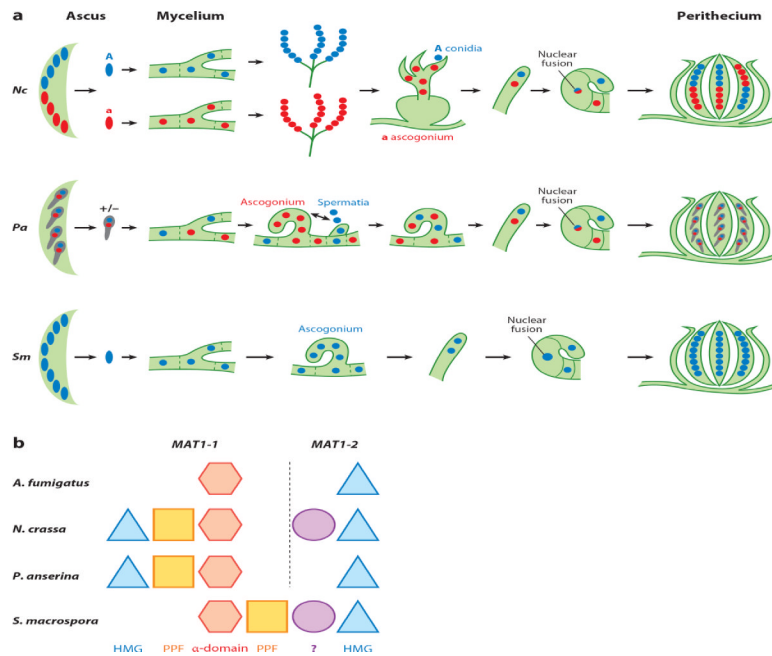 a
Ascus Mycelium Perithecium
Nc
A
a
A conidia
a ascogonium
Nuclear
fusion
Pa
+/−
Ascogonium Spermatia
Nuclear
fusion
Sm
Ascogonium
Nuclear
fusion
b
MAT1-1 MAT1-2
A. fumigatus
N. crassa
P. anserina
S. macrospora
HMG PPF α-domain PPF ? HMG